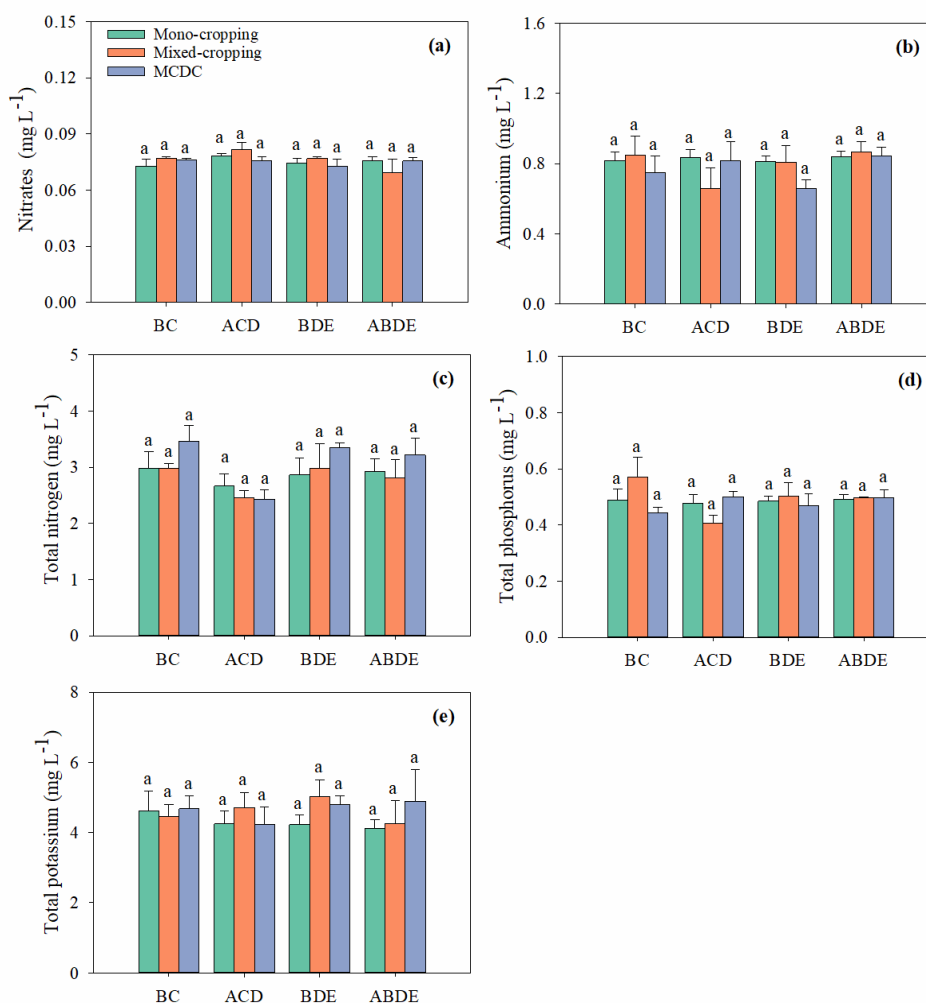 Mono-cropping
Mixed-cropping
MCDC
(a)
Nitrates (mg L-1)
0.15
0.12
0.09
0.06
0.03
0.00
a a a a a a a a a a a a
BC ACD BDE ABDE
(b)
Ammonium (mg L-1)
1.6
1.2
0.8
0.4
0.0
a a a a a a a a a a a a
BC ACD BDE ABDE
(c)
Total nitrogen (mg L-1)
5
4
3
2
1
0
a a a a a a a a a a a a
BC ACD BDE ABDE
(d)
Total phosphorus (mg L-1)
1.0
0.8
0.6
0.4
0.2
0.0
a a a a a a a a a a a a
BC ACD BDE ABDE
(e)
Total potassium (mg L-1)
8
6
4
2
0
a a a a a a a a a a a a
BC ACD BDE ABDE